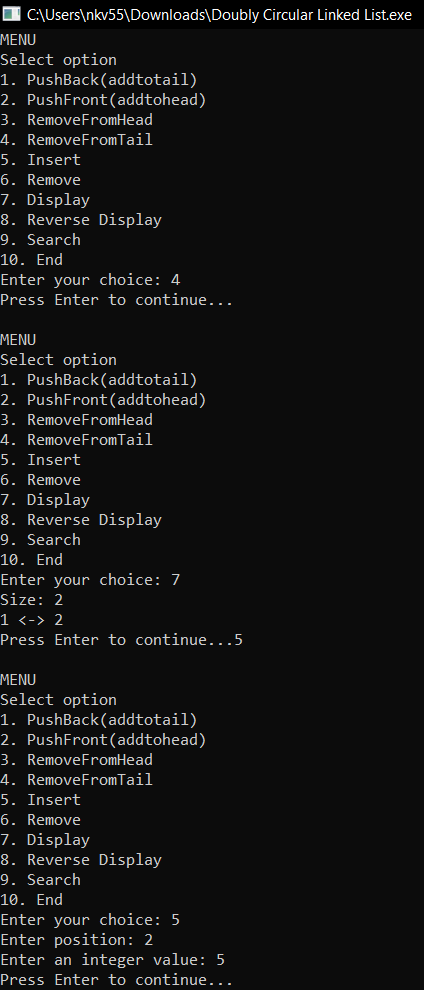 C:\Users\nkv55\Downloads\Doubly Circular Linked List.exe
MENU
Select option
1. PushBack(addtotail)
2. PushFront(addtohead)
3. RemoveFromHead
4. RemoveFromTail
5. Insert
6. Remove
7. Display
8. Reverse Display
9. Search
10. End
Enter your choice: 4
Press Enter to continue...
MENU
Select option
1. PushBack(addtotail)
2. PushFront(addtohead)
3. RemoveFromHead
4. RemoveFromTail
5. Insert
6. Remove
7. Display
8. Reverse Display
9. Search
10. End
Enter your choice: 7
Size: 2
1 <-> 2
Press Enter to continue...5
MENU
Select option
1. PushBack(addtotail)
2. PushFront(addtohead)
3. RemoveFromHead
4. RemoveFromTail
5. Insert
6. Remove
7. Display
8. Reverse Display
9. Search
10. End
Enter your choice: 5
Enter position: 2
Enter an integer value: 5
Press Enter to continue...